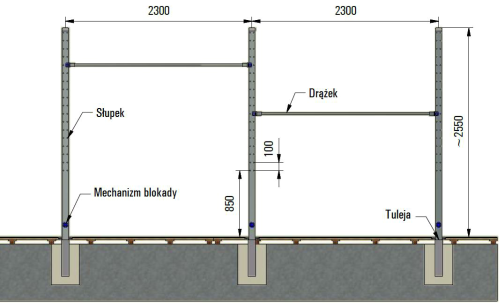 2300
2300
Drążek
Słupek
~2550
100
Mechanizm blokady
850
Tuleja